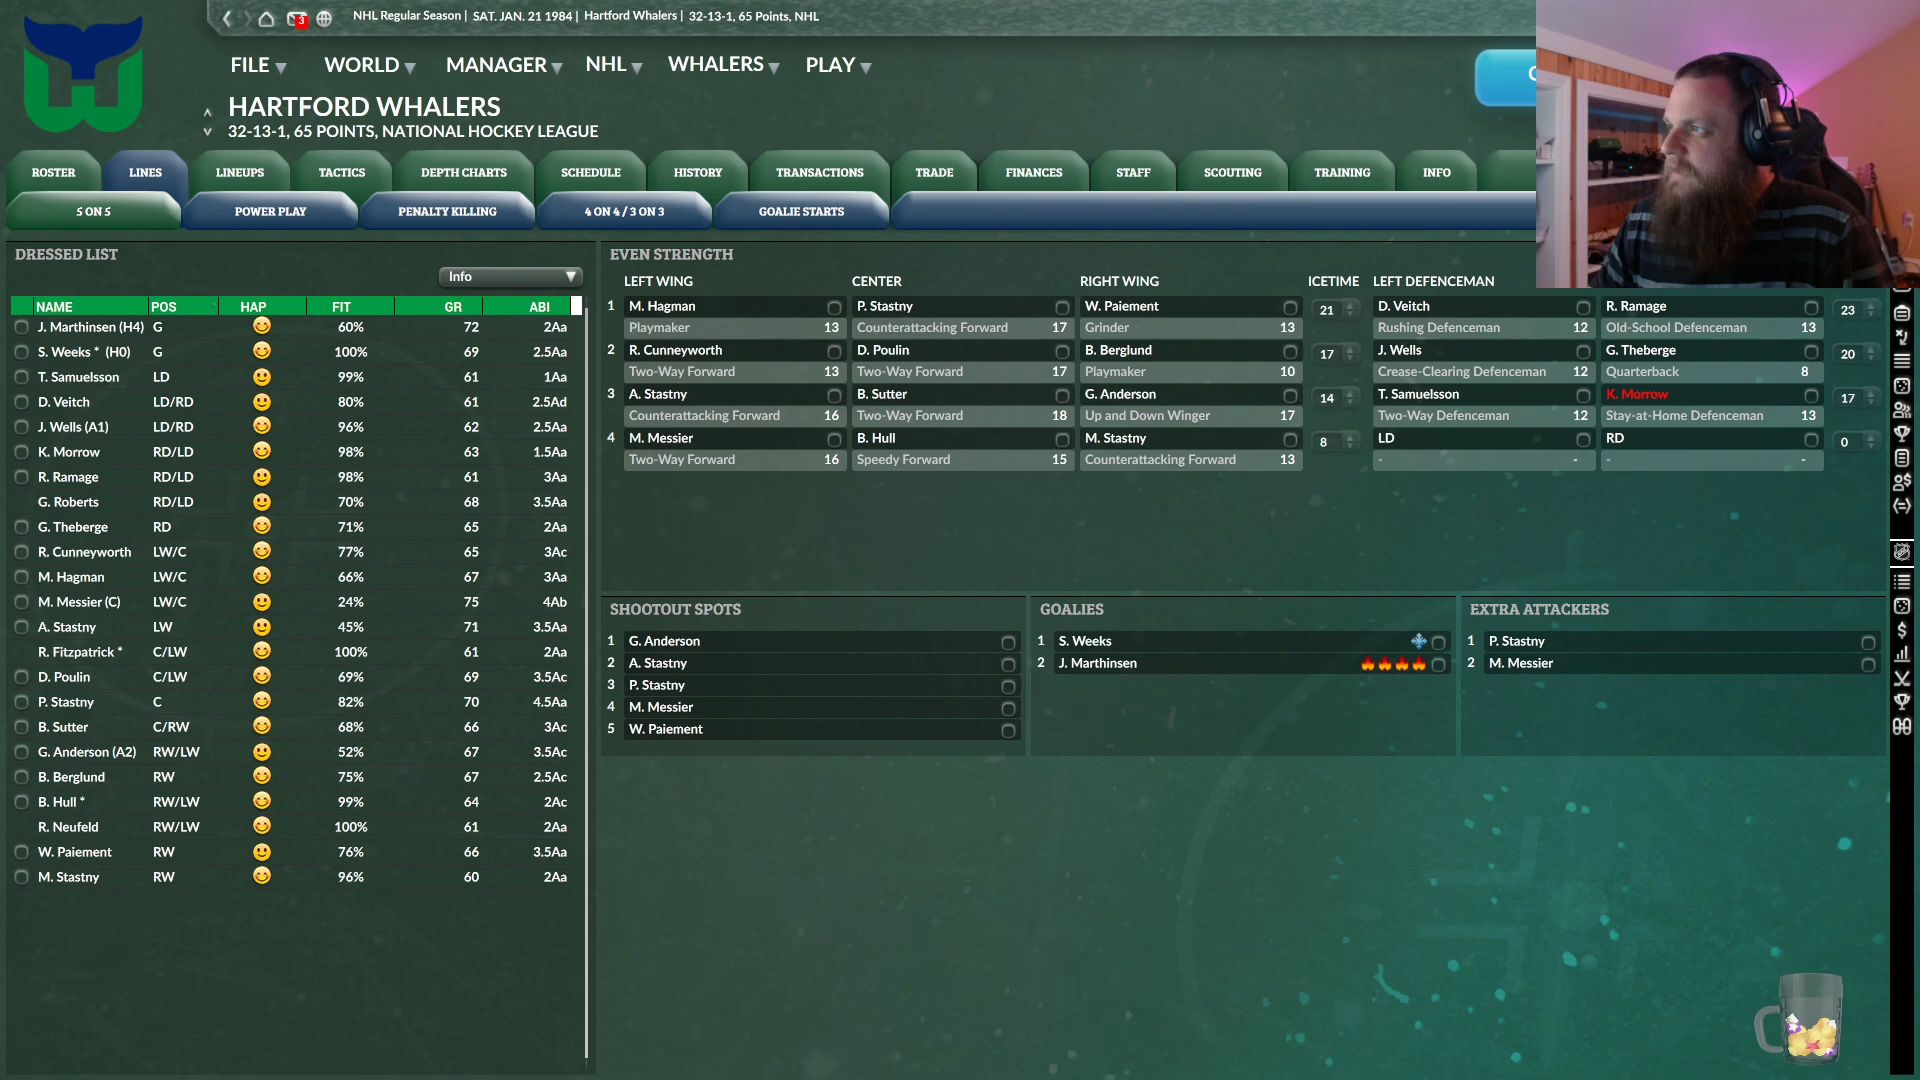 3
NHL Regular Season | SAT. JAN. 21 1984 | Hartford Whalers | 32-13-1, 65 Points, NHL
FILE WORLD MANAGER NHL WHALERS PLAY
HARTFORD WHALERS
32-13-1, 65 POINTS, NATIONAL HOCKEY LEAGUE
ROSTER LINES LINEUPS TACTICS DEPTH CHARTS SCHEDULE HISTORY TRANSACTIONS TRADE FINANCES STAFF SCOUTING TRAINING INFO
5 ON 5 POWER PLAY PENALTY KILLING 4 ON 4 / 3 ON 3 GOALIE STARTS
DRESSED LIST
Info
NAME POS HAP FIT GR ABI
J. Marthinsen (H4) G 60% 72 2Aa
S. Weeks * (H0) G 100% 69 2.5Aa
T. Samuelsson LD 99% 61 1Aa
D. Veitch LD/RD 80% 61 2.5Ad
J. Wells (A1) LD/RD 96% 62 2.5Aa
K. Morrow RD/LD 98% 63 1.5Aa
R. Ramage RD/LD 98% 61 3Aa
G. Roberts RD/LD 70% 68 3.5Aa
G. Theberge RD 71% 65 2Aa
R. Cunneyworth LW/C 77% 65 3Ac
M. Hagman LW/C 66% 67 3Aa
M. Messier (C) LW/C 24% 75 4Ab
A. Stastny LW 45% 71 3.5Aa
R. Fitzpatrick * C/LW 100% 61 2Aa
D. Poulin C/LW 69% 69 3.5Ac
P. Stastny C 82% 70 4.5Aa
B. Sutter C/RW 68% 66 3Ac
G. Anderson (A2) RW/LW 52% 67 3.5Ac
B. Berglund RW 75% 67 2.5Ac
B. Hull * RW/LW 99% 64 2Ac
R. Neufeld RW/LW 100% 61 2Aa
W. Paiement RW 76% 66 3.5Aa
M. Stastny RW 96% 60 2Aa
EVEN STRENGTH
LEFT WING CENTER RIGHT WING ICETIME LEFT DEFENCEMAN
1 M. Hagman P. Stastny W. Paiement 21 D. Veitch R. Ramage 23
Playmaker 13 Counterattacking Forward 17 Grinder 13 Rushing Defenceman 12 Old-School Defenceman 13
2 R. Cunneyworth D. Poulin B. Berglund 17 J. Wells G. Theberge 20
Two-Way Forward 13 Two-Way Forward 17 Playmaker 10 Crease-Clearing Defenceman 12 Quarterback 8
3 A. Stastny B. Sutter G. Anderson 14 T. Samuelsson K. Morrow 17
Counterattacking Forward 16 Two-Way Forward 18 Up and Down Winger 17 Two-Way Defenceman 12 Stay-at-Home Defenceman 13
4 M. Messier B. Hull M. Stastny 8 LD RD 0
Two-Way Forward 16 Speedy Forward 15 Counterattacking Forward 13 - - - -
SHOOTOUT SPOTS
1 G. Anderson
2 A. Stastny
3 P. Stastny
4 M. Messier
5 W. Paiement
GOALIES
1 S. Weeks
2 J. Marthinsen
EXTRA ATTACKERS
1 P. Stastny
2 M. Messier